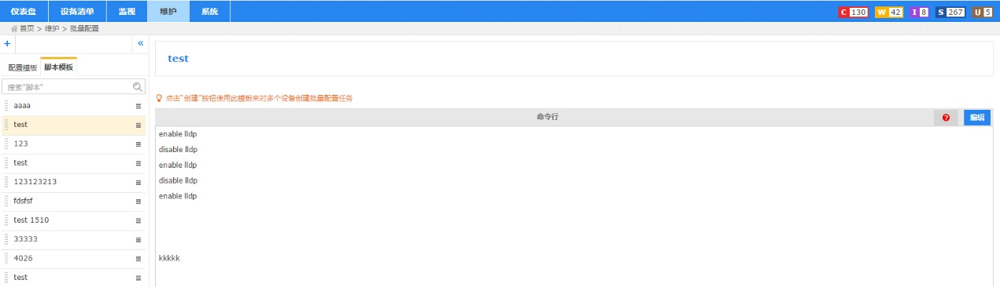 仪表盘 设备清单 监视 维护 系统 C 130 W 42 I 8 S 267 U 5
首页 > 维护 > 批量配置
+ «
配置模板 脚本模板
搜索"脚本"
aaaa
test
123
test
123123213
fdsfsf
test 1510
33333
4026
test
test
点击"创建"按钮使用此模板来对多个设备创建批量配置任务
命令行 ? 编辑
enable lldp
disable lldp
enable lldp
disable lldp
enable lldp
kkkkk